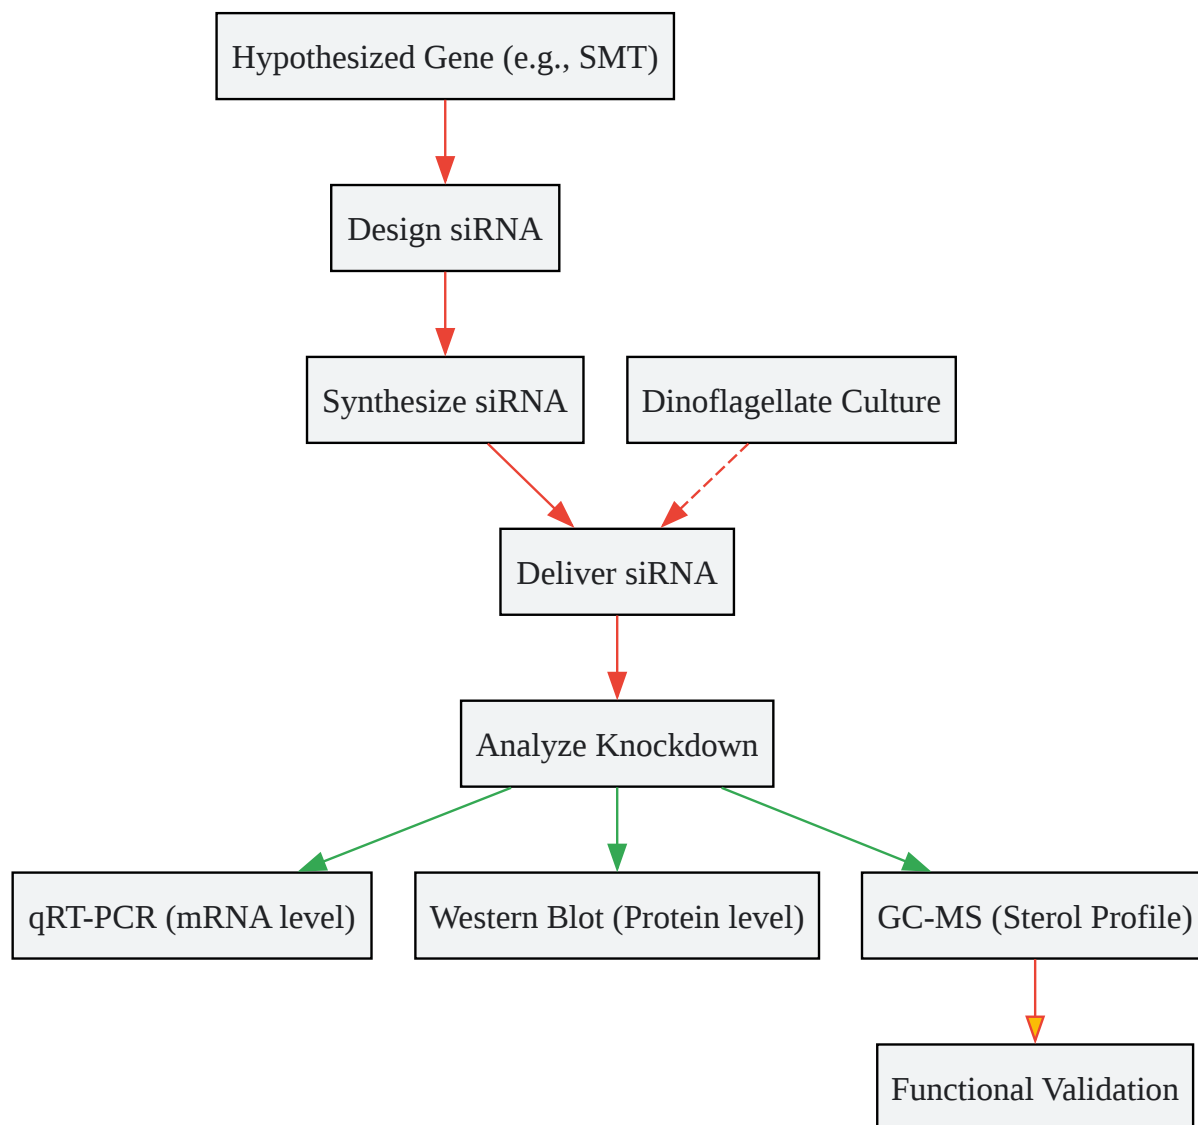 Hypothesized Gene (e.g., SMT)
Design siRNA
Synthesize siRNA
Dinoflagellate Culture
Deliver siRNA
Analyze Knockdown
qRT-PCR (mRNA level)
Western Blot (Protein level)
GC-MS (Sterol Profile)
Functional Validation